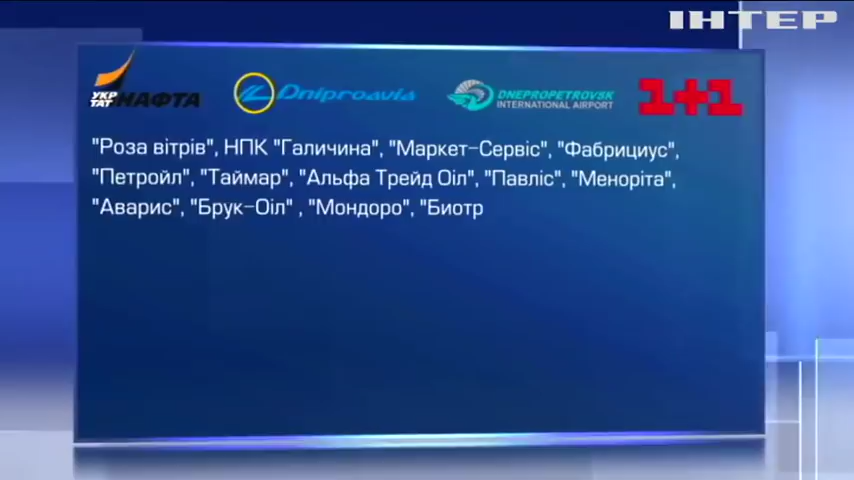 ІНТЕР
УКР
ТАТ
НАФТА
Dniproavia
DNEPROPETROVSK
INTERNATIONAL AIRPORT
1+1
"Роза вітрів", НПК "Галичина", "Маркет-Сервіс", "Фабрициус",
"Петройл", "Таймар", "Альфа Трейд Оіл", "Павліс", "Меноріта",
"Аварис", "Брук-Оіл" , "Мондоро", "Биотр